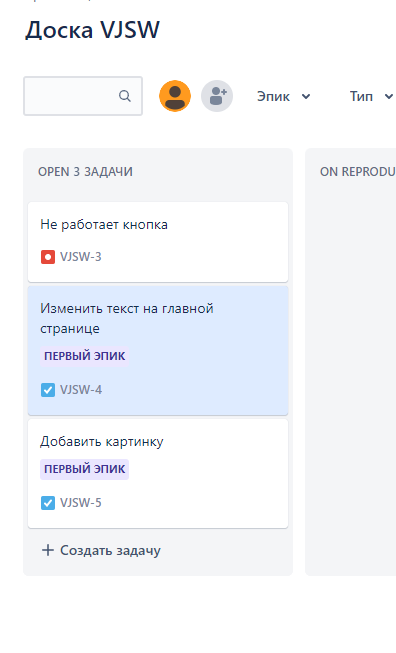 Доска VJSW
Эпик
Тип
OPEN 3 ЗАДАЧИ
ON REPRODU
Не работает кнопка
VJSW-3
Изменить текст на главной
странице
ПЕРВЫЙ ЭПИК
VJSW-4
Добавить картинку
ПЕРВЫЙ ЭПИК
VJSW-5
Создать задачу